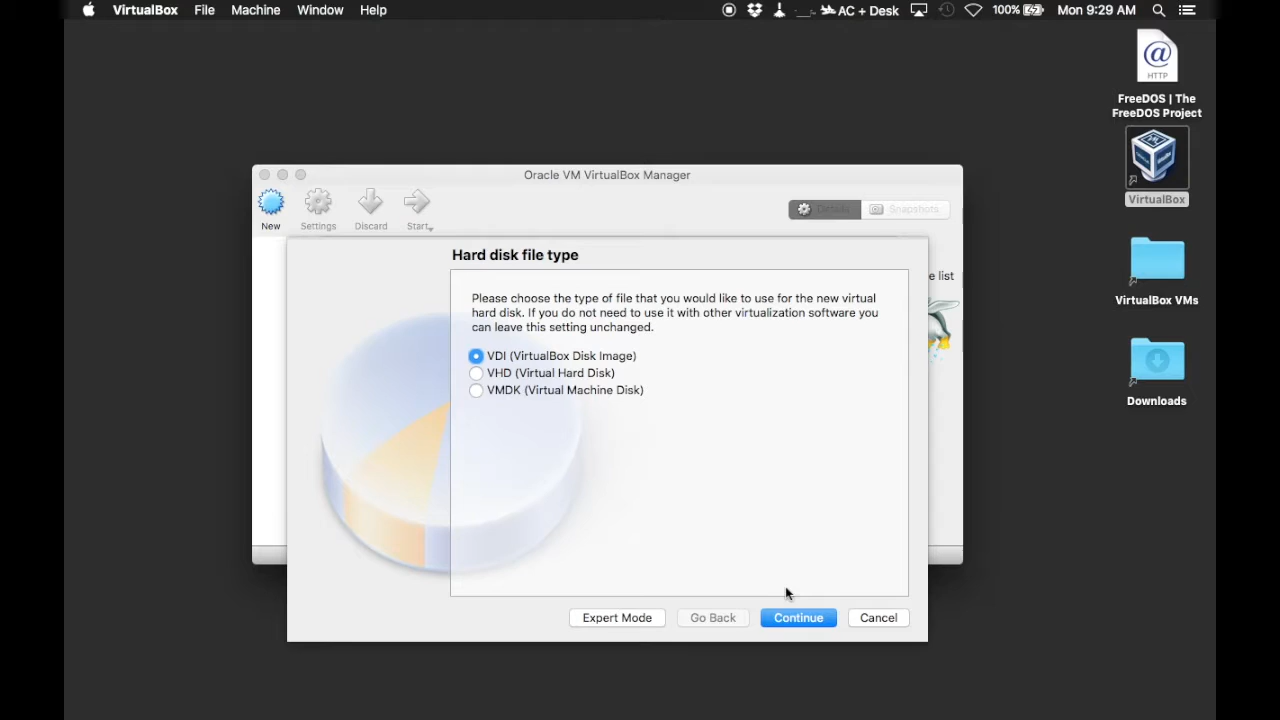 VirtualBox File Machine Window Help
AC + Desk 100% Mon 9:29 AM
@
HTTP
FreeDOS | The
FreeDOS Project
VirtualBox
VirtualBox VMs
Downloads
Oracle VM VirtualBox Manager
New Settings Discard Start
Details Snapshots
e list
Hard disk file type
Please choose the type of file that you would like to use for the new virtual
hard disk. If you do not need to use it with other virtualization software you
can leave this setting unchanged.
VDI (VirtualBox Disk Image)
VHD (Virtual Hard Disk)
VMDK (Virtual Machine Disk)
Expert Mode Go Back Continue Cancel